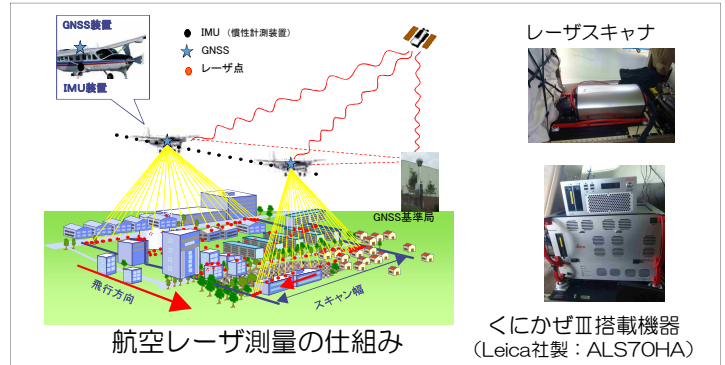 GNSS装置
IMU装置
IMU（慣性計測装置）
GNSS
レーザ点
GNSS基準局
飛行方向
スキャン幅
航空レーザ測量の仕組み
レーザスキャナ
くにかぜⅢ搭載機器
（Leica社製：ALS70HA）